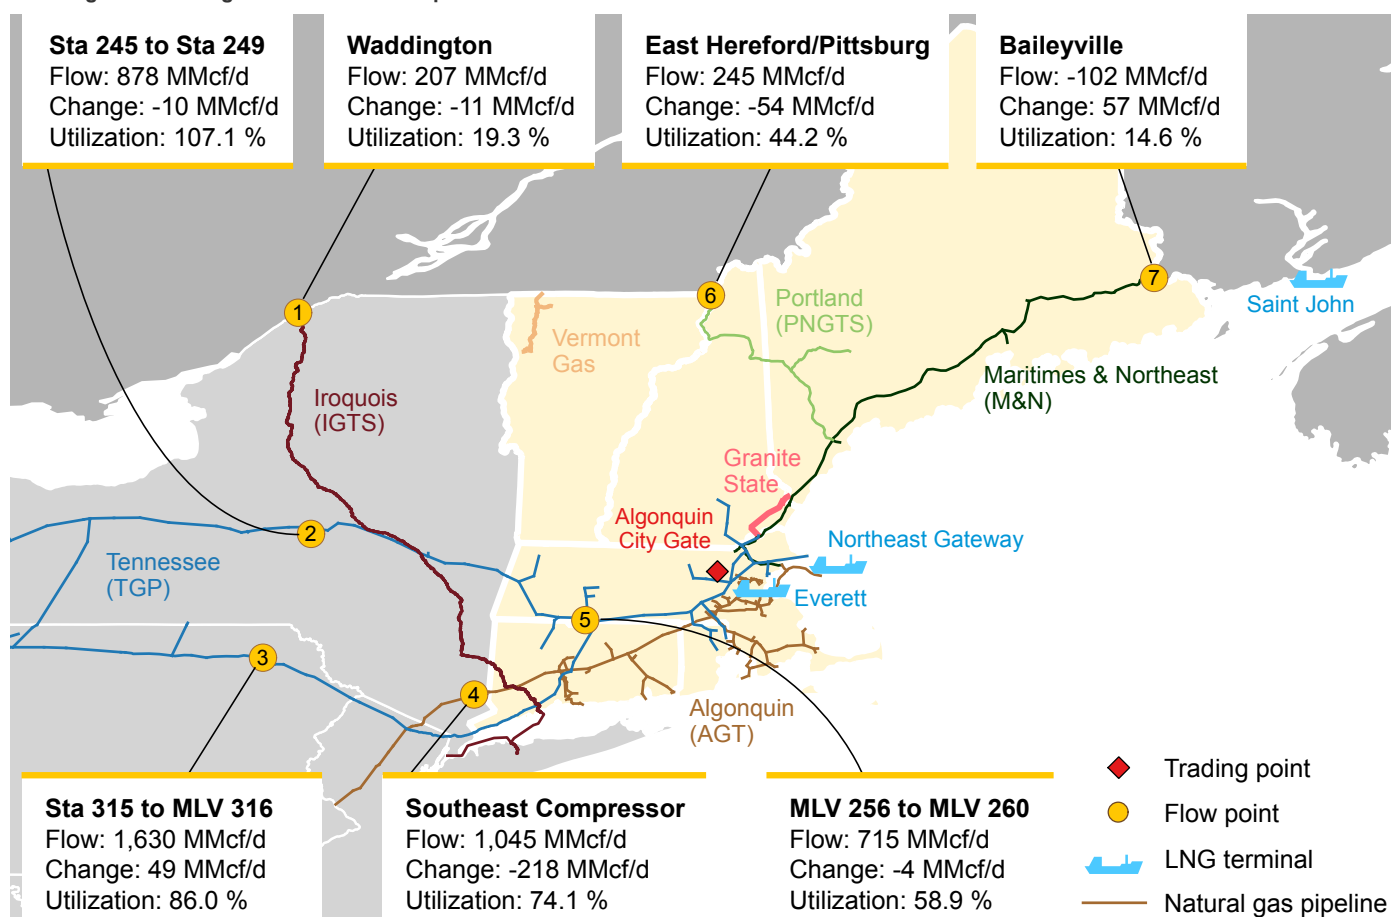 Sta 245 to Sta 249
Flow: 878 MMcf/d
Change: -10 MMcf/d
Utilization: 107.1 %
Waddington
Flow: 207 MMcf/d
Change: -11 MMcf/d
Utilization: 19.3 %
East Hereford/Pittsburg
Flow: 245 MMcf/d
Change: -54 MMcf/d
Utilization: 44.2 %
Baileyville
Flow: -102 MMcf/d
Change: 57 MMcf/d
Utilization: 14.6 %
1
6
7
Saint John
Portland
(PNGTS)
Vermont
Gas
Maritimes & Northeast
(M&N)
Iroquois
(IGTS)
Granite
State
Algonquin
City Gate
2
Northeast Gateway
Tennessee
(TGP)
Everett
5
3
4
Algonquin
(AGT)
Sta 315 to MLV 316
Flow: 1,630 MMcf/d
Change: 49 MMcf/d
Utilization: 86.0 %
Southeast Compressor
Flow: 1,045 MMcf/d
Change: -218 MMcf/d
Utilization: 74.1 %
MLV 256 to MLV 260
Flow: 715 MMcf/d
Change: -4 MMcf/d
Utilization: 58.9 %
Trading point
Flow point
LNG terminal
Natural gas pipeline